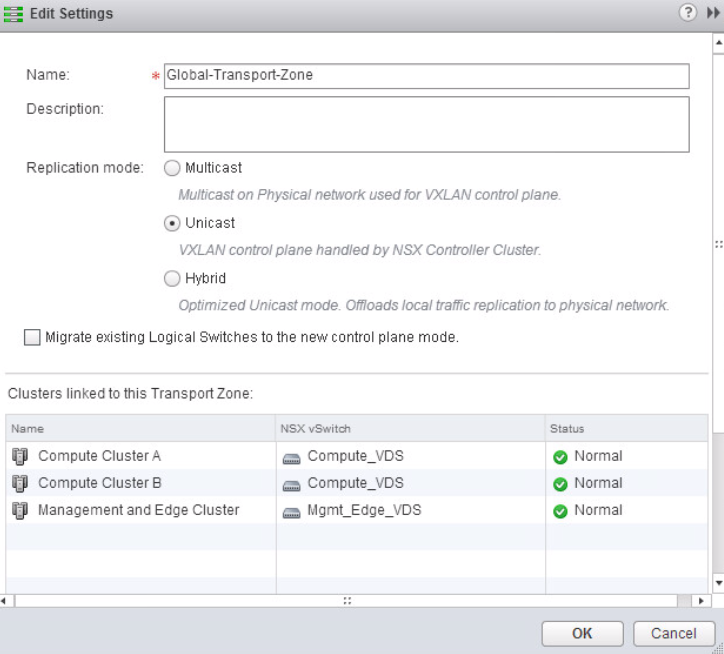 Edit Settings
Name: * Global-Transport-Zone
Description:
Replication mode: Multicast
Multicast on Physical network used for VXLAN control plane.
Unicast
VXLAN control plane handled by NSX Controller Cluster.
Hybrid
Optimized Unicast mode. Offloads local traffic replication to physical network.
Migrate existing Logical Switches to the new control plane mode.
Clusters linked to this Transport Zone:
Name NSX vSwitch Status
Compute Cluster A Compute_VDS Normal
Compute Cluster B Compute_VDS Normal
Management and Edge Cluster Mgmt_Edge_VDS Normal
OK Cancel